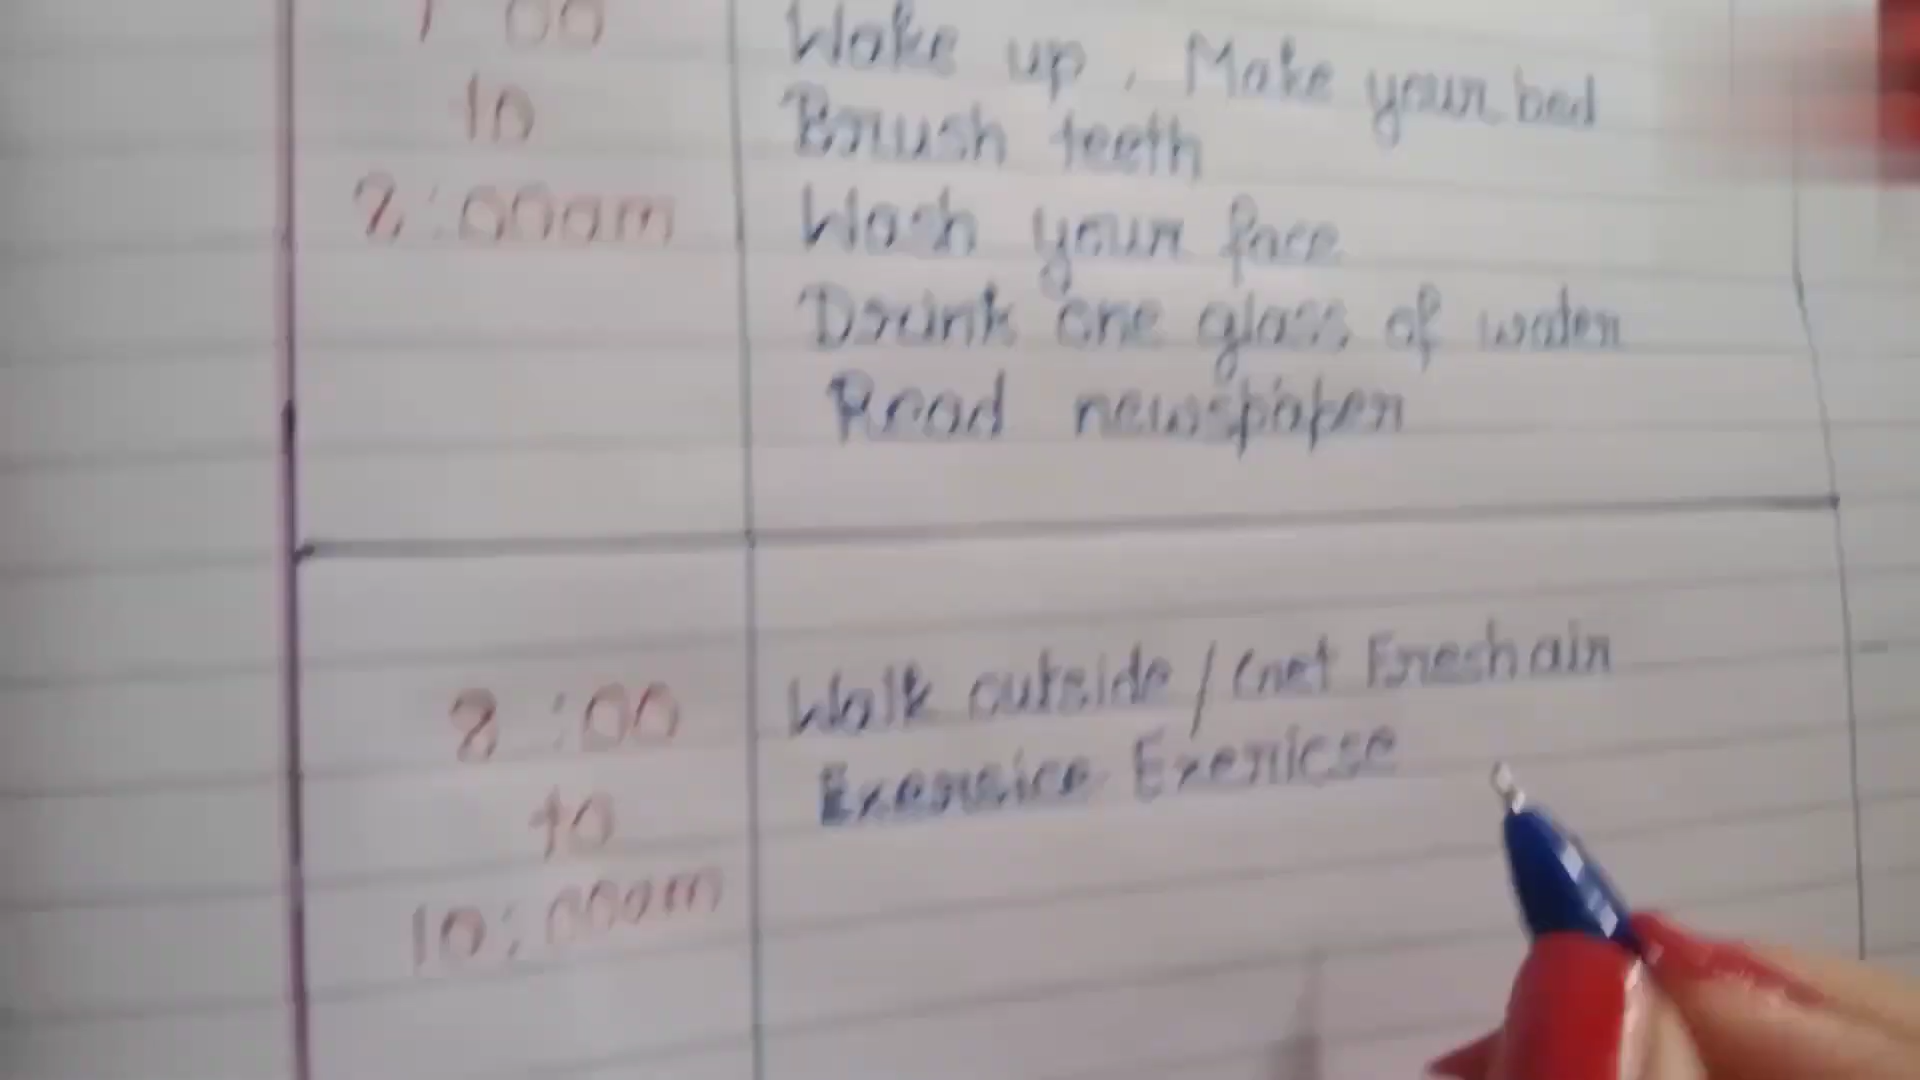 7 00 Wake up, Make your bed
to Brush teeth
8:00am Wash your face
Drink one glass of water
Read newspaper
8:00 Walk outside / Get Fresh air
to Exersice Exericse
10:00am